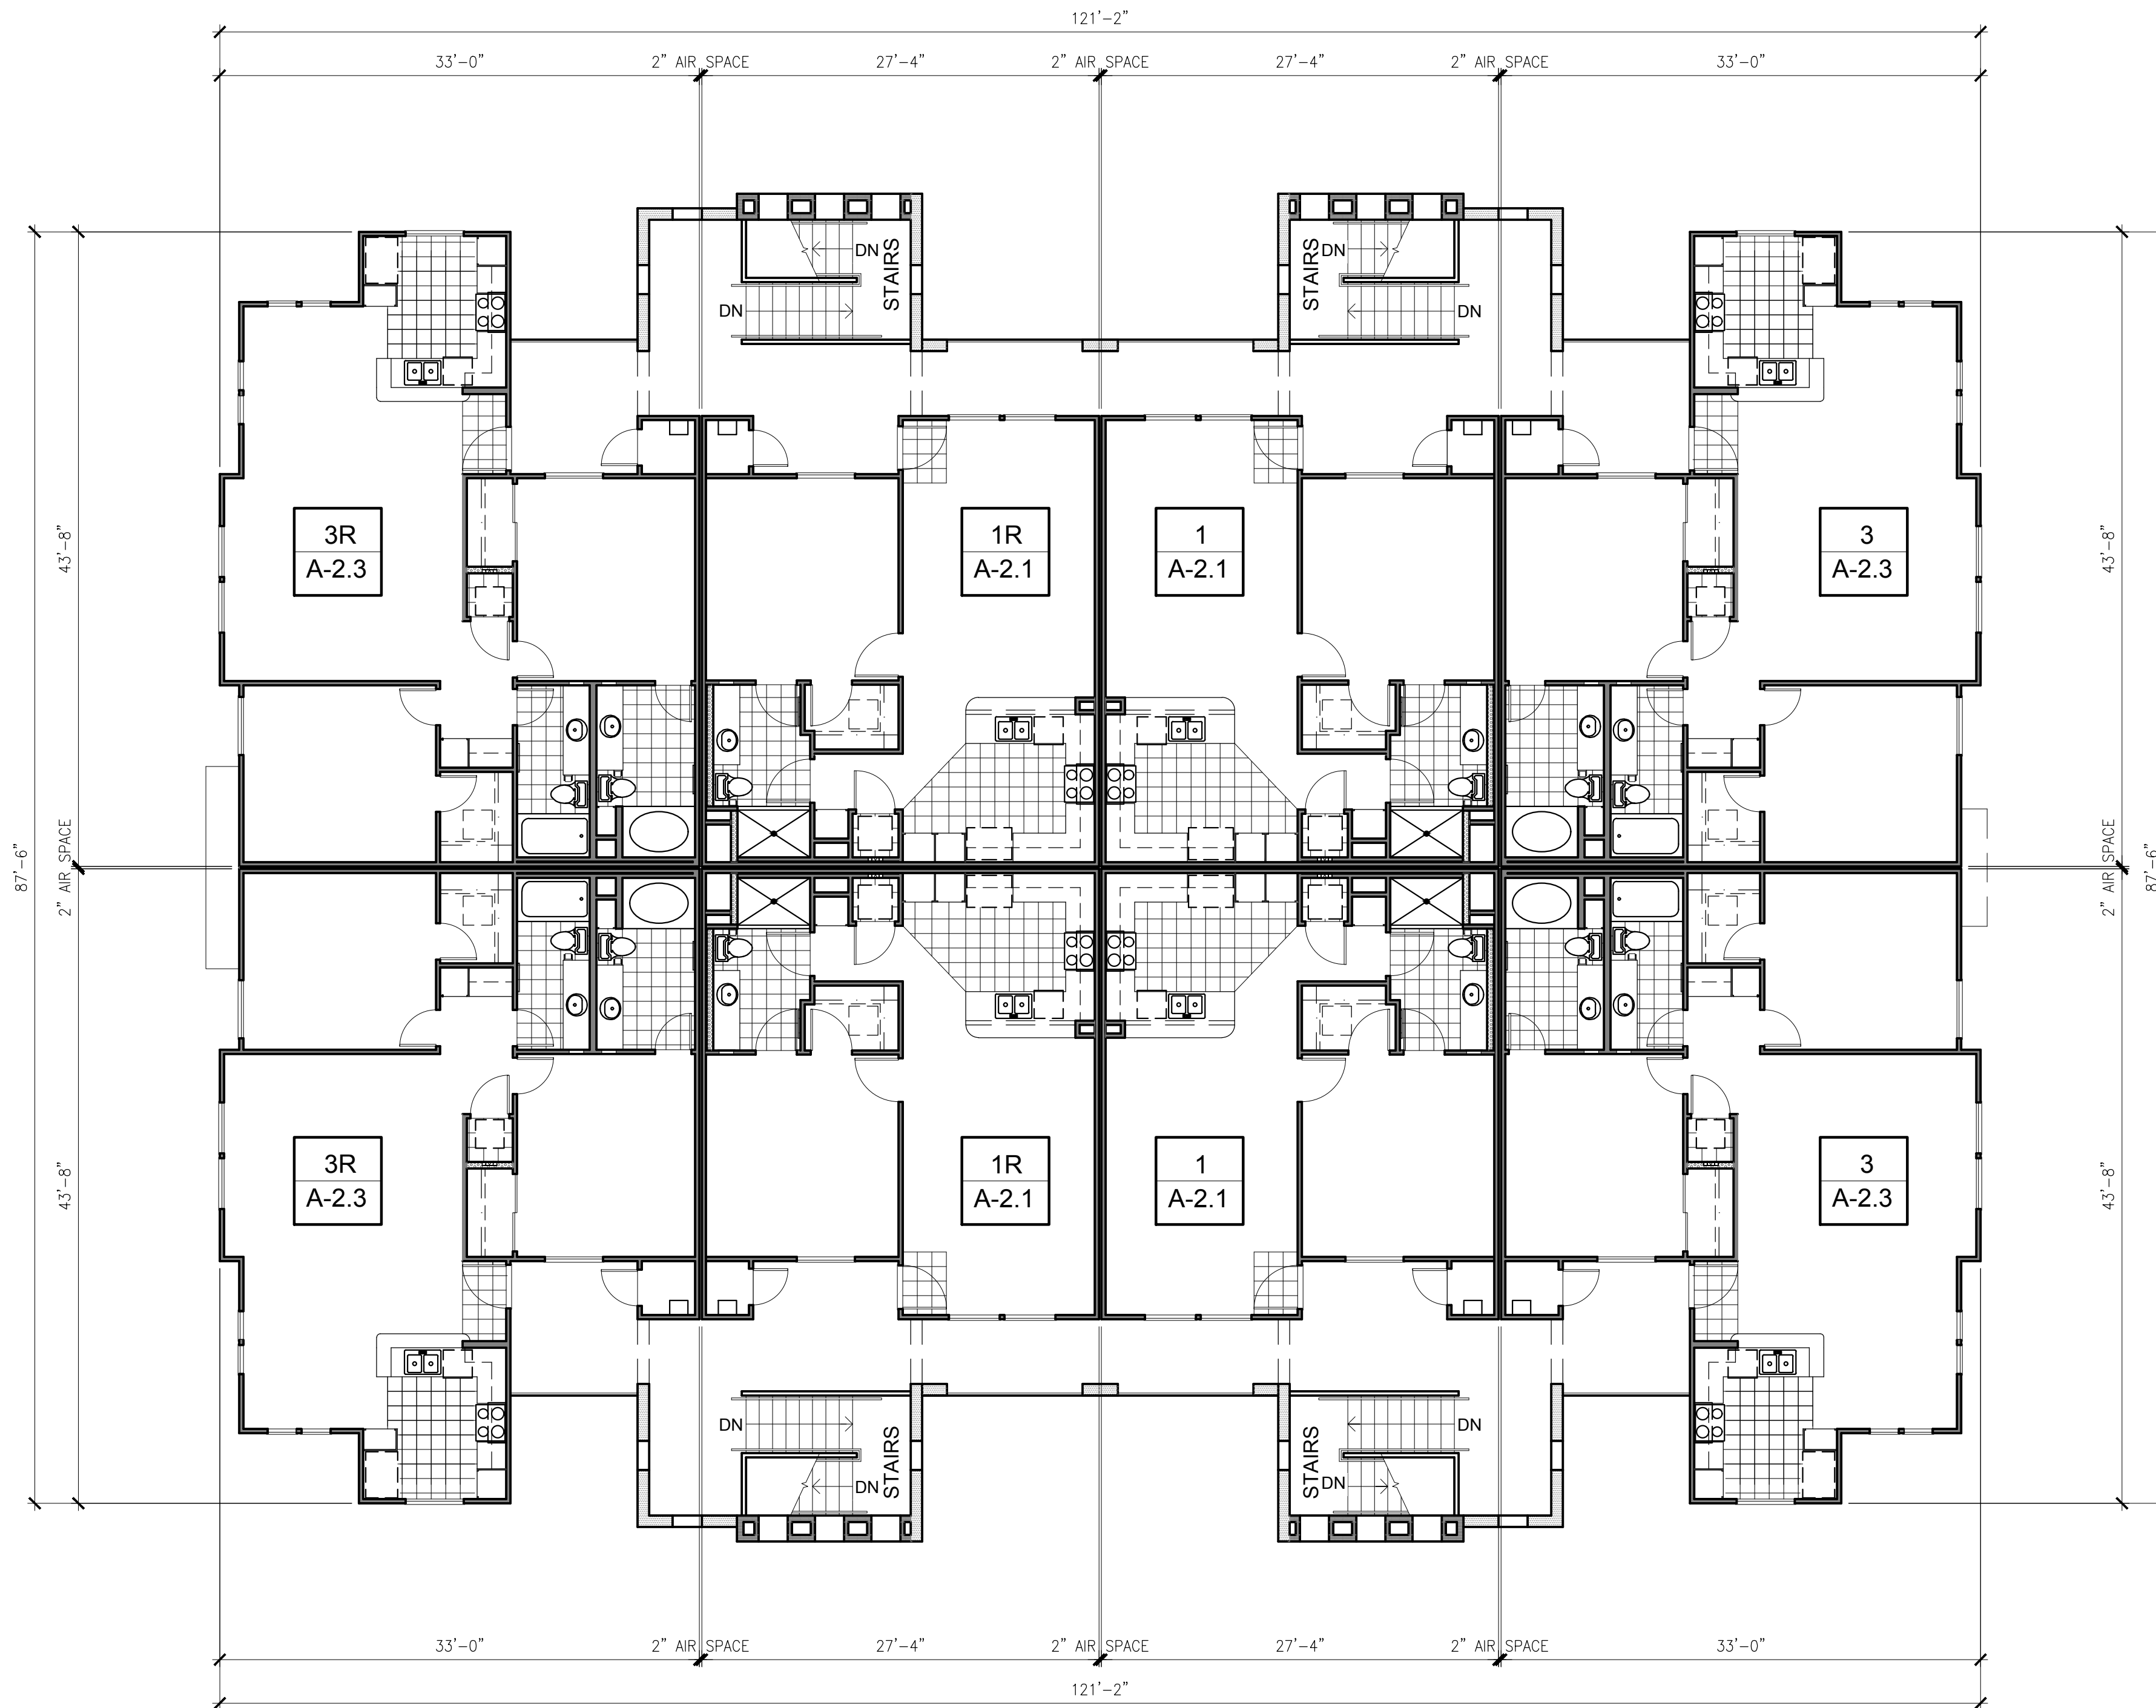 121'-2"
33'-0" 2" AIR SPACE 27'-4" 2" AIR SPACE 27'-4" 2" AIR SPACE 33'-0"
DN
STAIRS
DN
STAIRS
DN
DN
43'-8"
3R
A-2.3
1R
A-2.1
1
A-2.1
3
A-2.3
43'-8"
87'-6"
2" AIR SPACE
2" AIR SPACE
87'-6"
43'-8"
3R
A-2.3
1R
A-2.1
1
A-2.1
3
A-2.3
43'-8"
DN
DN
STAIRS
DN
STAIRS
DN
33'-0" 2" AIR SPACE 27'-4" 2" AIR SPACE 27'-4" 2" AIR SPACE 33'-0"
121'-2"